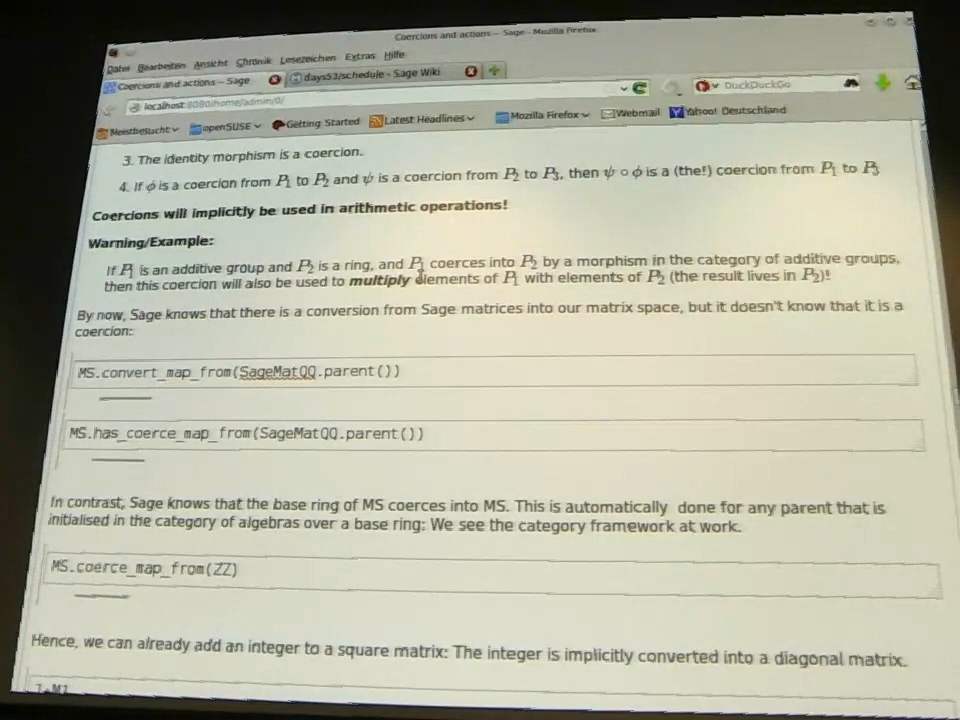 Coercions and actions - Sage - Mozilla Firefox
Datei Bearbeiten Ansicht Chronik Lesezeichen Extras Hilfe
Coercions and actions - Sage days53/schedule - Sage Wiki
localhost:8080/home/admin/0/ DuckDuckGo
Meistbesucht openSUSE Getting Started Latest Headlines Mozilla Firefox Webmail Yahoo! Deutschland
3. The identity morphism is a coercion.
4. If ϕ is a coercion from P₁ to P₂ and ψ is a coercion from P₂ to P₃, then ψ ∘ ϕ is a (the!) coercion from P₁ to P₃
Coercions will implicitly be used in arithmetic operations!
Warning/Example:
If P₁ is an additive group and P₂ is a ring, and P₁ coerces into P₂ by a morphism in the category of additive groups,
then this coercion will also be used to multiply elements of P₁ with elements of P₂ (the result lives in P₂)!
By now, Sage knows that there is a conversion from Sage matrices into our matrix space, but it doesn't know that it is a
coercion:
MS.convert_map_from(SageMatQQ.parent())
MS.has_coerce_map_from(SageMatQQ.parent())
In contrast, Sage knows that the base ring of MS coerces into MS. This is automatically done for any parent that is
initialised in the category of algebras over a base ring: We see the category framework at work.
MS.coerce_map_from(ZZ)
Hence, we can already add an integer to a square matrix: The integer is implicitly converted into a diagonal matrix.